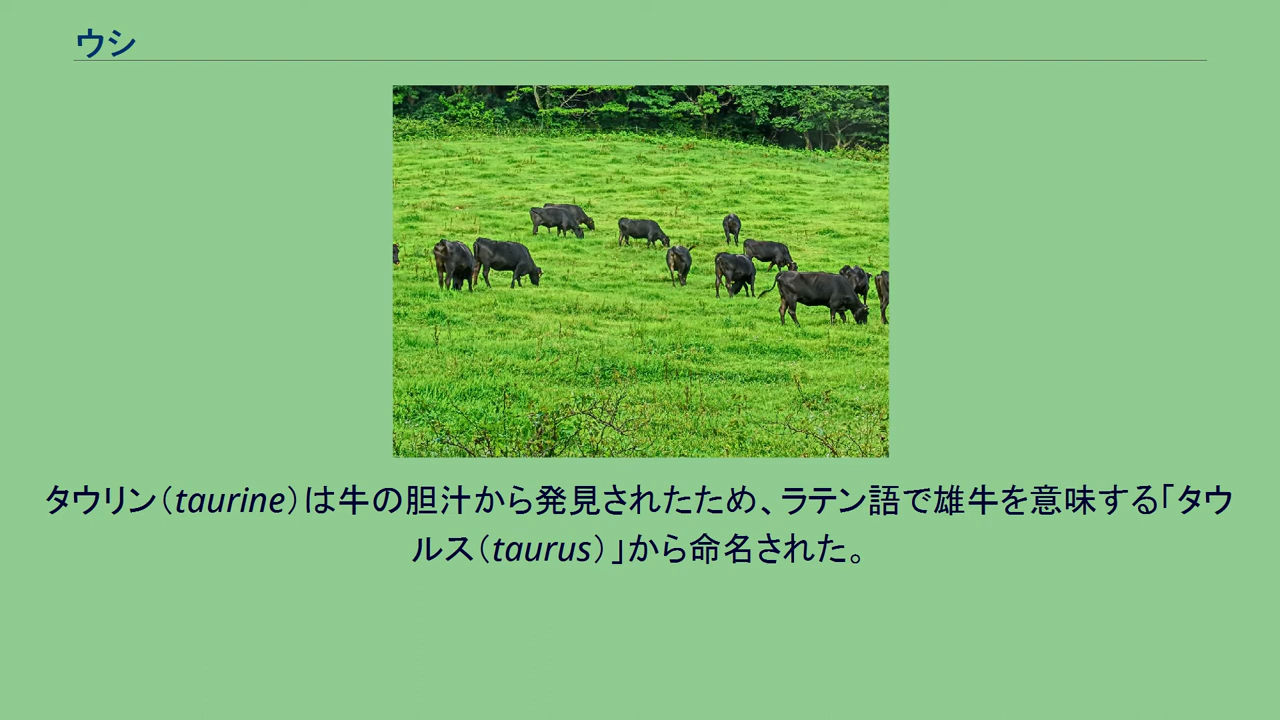 ウシ
タウリン（taurine）は牛の胆汁から発見されたため、ラテン語で雄牛を意味する「タウ
ルス（taurus）」から命名された。